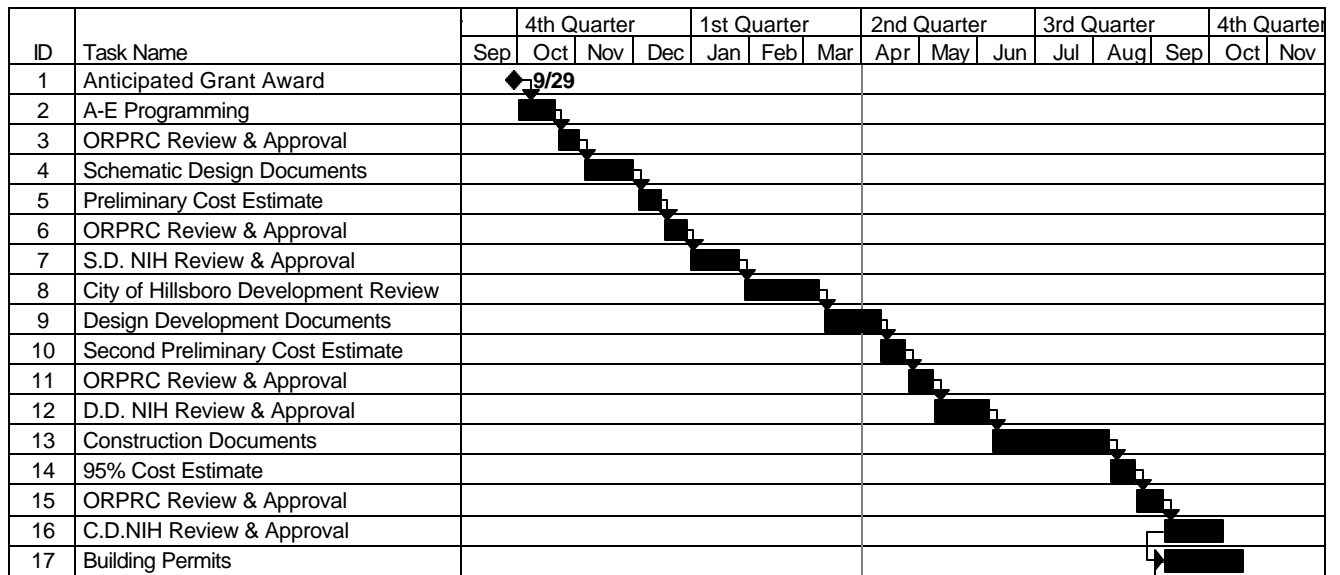 4th Quarter 1st Quarter 2nd Quarter 3rd Quarter 4th Quarter
ID Task Name Sep Oct Nov Dec Jan Feb Mar Apr May Jun Jul Aug Sep Oct Nov
1 Anticipated Grant Award 9/29
2 A-E Programming
3 ORPRC Review & Approval
4 Schematic Design Documents
5 Preliminary Cost Estimate
6 ORPRC Review & Approval
7 S.D. NIH Review & Approval
8 City of Hillsboro Development Review
9 Design Development Documents
10 Second Preliminary Cost Estimate
11 ORPRC Review & Approval
12 D.D. NIH Review & Approval
13 Construction Documents
14 95% Cost Estimate
15 ORPRC Review & Approval
16 C.D.NIH Review & Approval
17 Building Permits